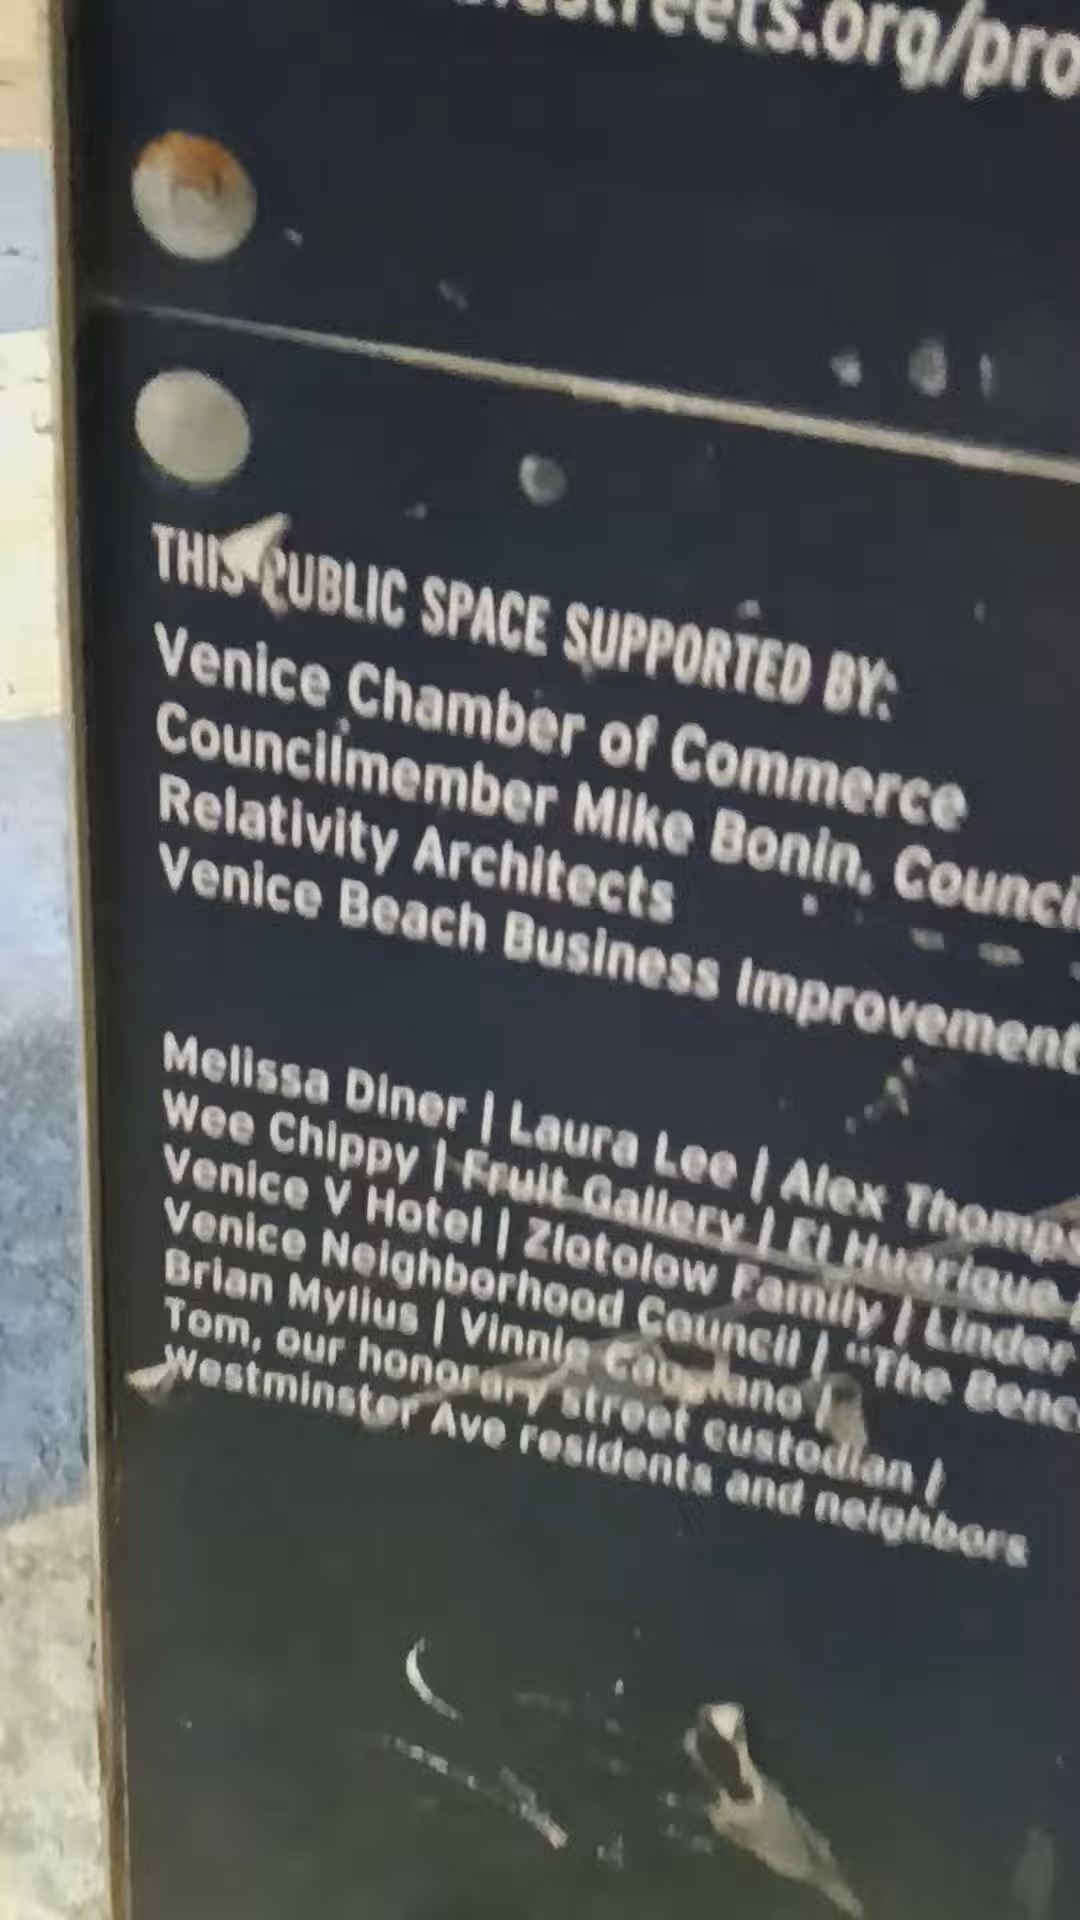 streets.org/pro
THIS PUBLIC SPACE SUPPORTED BY:
Venice Chamber of Commerce
Councilmember Mike Bonin, Council
Relativity Architects
Venice Beach Business Improvement
Melissa Diner | Laura Lee | Alex Thomps
Wee Chippy | Fruit Gallery | El Huarique |
Venice V Hotel | Zlotolow Family | Linder
Venice Neighborhood Council | "The Benc
Brian Mylius | Vinnie |
Tom, our honorary street custodian |
Westminster Ave residents and neighbors